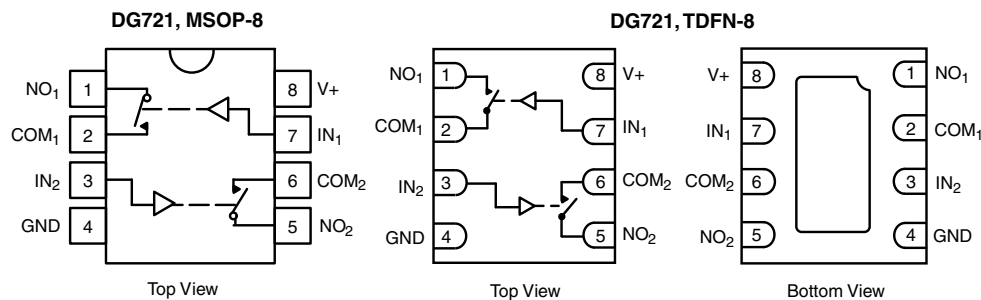 DG721, MSOP-8
NO1 1 8 V+
COM1 2 7 IN1
IN2 3 6 COM2
GND 4 5 NO2
Top View
DG721, TDFN-8
NO1 1 8 V+
COM1 2 7 IN1
IN2 3 6 COM2
GND 4 5 NO2
Top View
V+ 8 1 NO1
IN1 7 2 COM1
COM2 6 3 IN2
NO2 5 4 GND
Bottom View